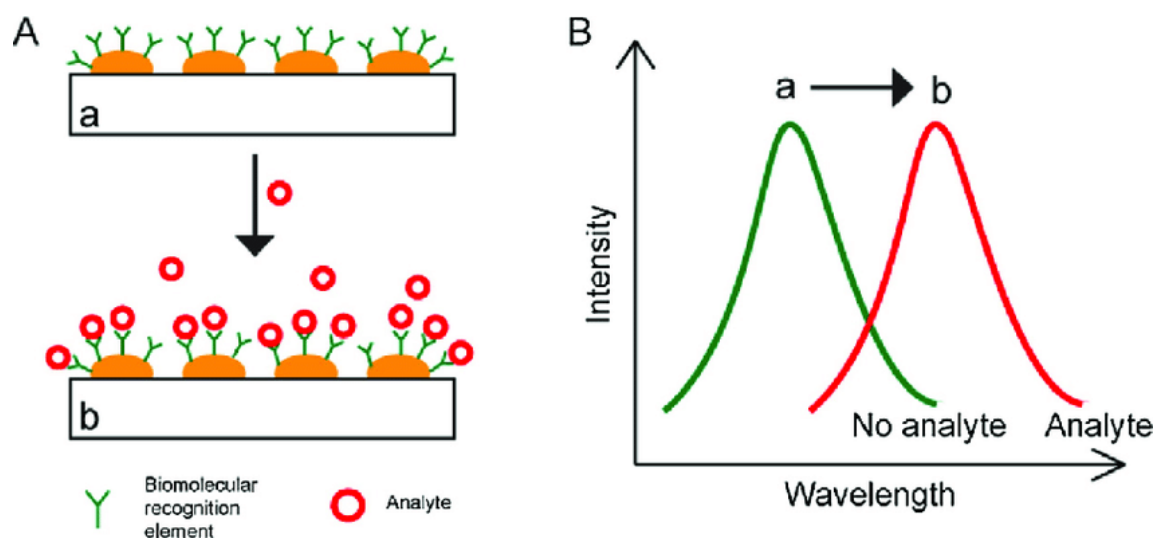 A
a
b
Biomolecular
recognition
element
Analyte
B
a
b
Intensity
No analyte
Analyte
Wavelength